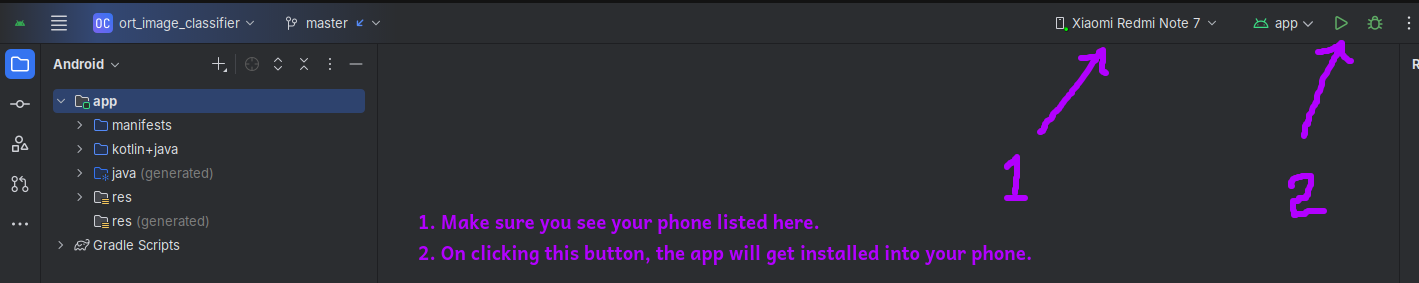 OC ort_image_classifier master Xiaomi Redmi Note 7 app
Android R
app
manifests
kotlin+java
java (generated)
res
res (generated)
Gradle Scripts
1
2
1. Make sure you see your phone listed here.
2. On clicking this button, the app will get installed into your phone.